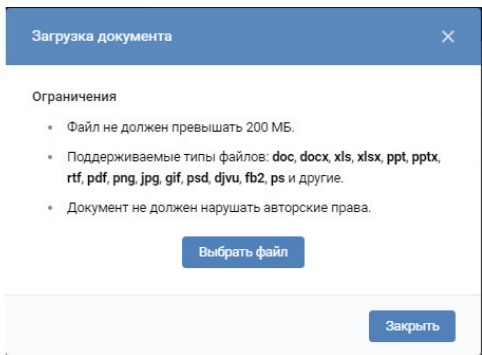 Загрузка документа
Ограничения
Файл не должен превышать 200 МБ.
Поддерживаемые типы файлов: doc, docx, xls, xlsx, ppt, pptx,
rtf, pdf, png, jpg, gif, psd, djvu, fb2, ps и другие.
Документ не должен нарушать авторские права.
Выбрать файл
Закрыть